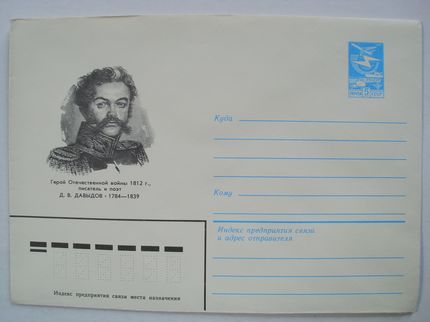 Куда
Герой Отечественной войны 1812 г.,
писатель и поэт
Д. В. ДАВЫДОВ · 1784—1839
Кому
Индекс предприятия связи
и адрес отправителя
Индекс предприятия связи места назначения